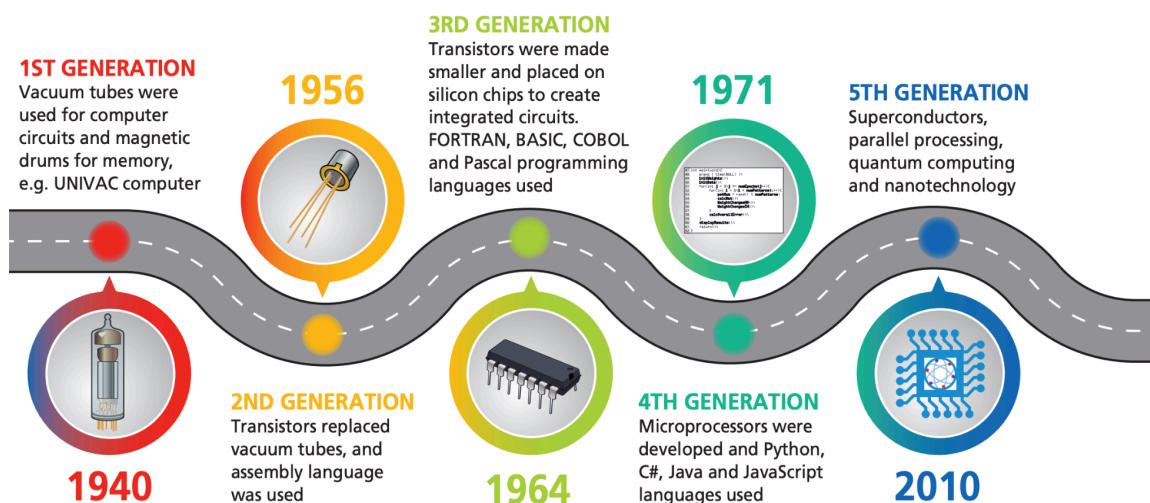 1ST GENERATION
Vacuum tubes were
used for computer
circuits and magnetic
drums for memory,
e.g. UNIVAC computer
1940
1956
2ND GENERATION
Transistors replaced
vacuum tubes, and
assembly language
was used
3RD GENERATION
Transistors were made
smaller and placed on
silicon chips to create
integrated circuits.
FORTRAN, BASIC, COBOL
and Pascal programming
languages used
1964
1971
4TH GENERATION
Microprocessors were
developed and Python,
C#, Java and JavaScript
languages used
5TH GENERATION
Superconductors,
parallel processing,
quantum computing
and nanotechnology
2010